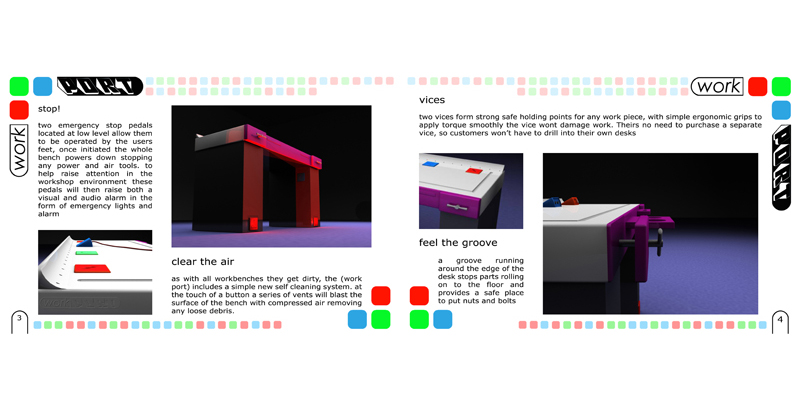 PORT
stop!
work
two emergency stop pedals
located at low level allow them
to be operated by the users
feet, once initiated the whole
bench powers down stopping
any power and air tools. to
help raise attention in the
workshop environment these
pedals will then raise both a
visual and audio alarm in the
form of emergency lights and
alarm
clear the air
as with all workbenches they get dirty, the (work
port) includes a simple new self cleaning system. at
the touch of a button a series of vents will blast the
surface of the bench with compressed air removing
any loose debris.
3
work
PORT
vices
two vices form strong safe holding points for any work piece, with simple ergonomic grips to
apply torque smoothly the vice wont damage work. Theirs no need to purchase a separate
vice, so customers won't have to drill into their own desks
feel the groove
a groove running
around the edge of the
desk stops parts rolling
on to the floor and
provides a safe place
to put nuts and bolts
4